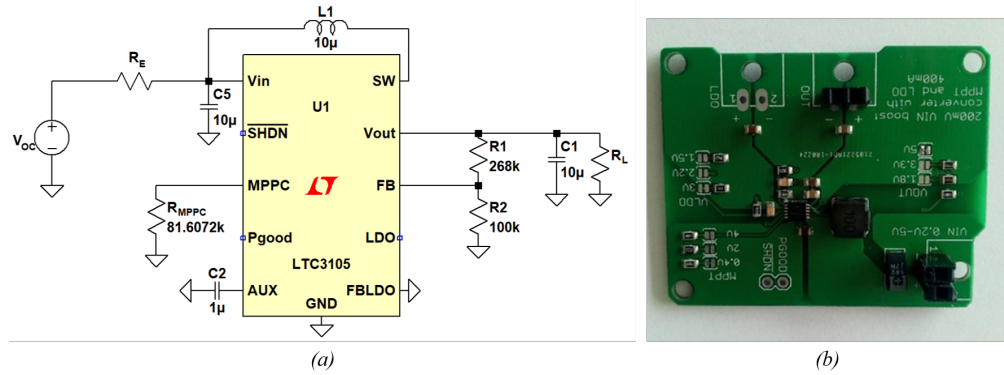 L1
10µ
RE
Vin
SW
C5
10µ
U1
VOC
SHDN
Vout
R1
268k
C1
10µ
RL
MPPC
FB
RMPPC
81.6072k
R2
100k
Pgood
LDO
C2
1µ
LTC3105
AUX
FBLDO
GND
(a)
200mV VIN boost
converter with
MPPT and LDO
400mA
LDO
1 2
+ -
OUT
- +
1.5V
2.2V
3V
VLDO
5V
3.3V
1.8V
VOUT
4V
2V
0.4V
MPPT
PGOOD
SHDN
VIN 0.2V-5V
(b)